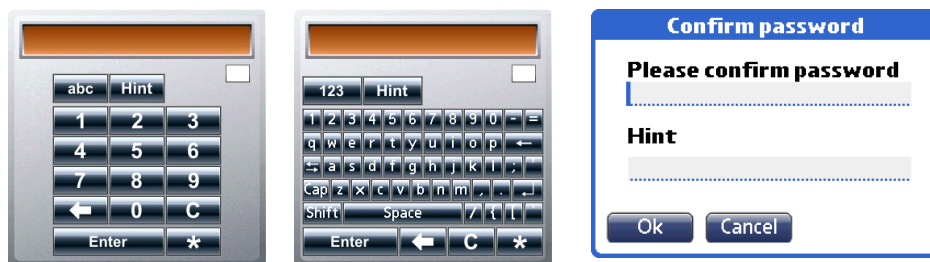 abc Hint
1 2 3
4 5 6
7 8 9
← 0 C
Enter *
123 Hint
1 2 3 4 5 6 7 8 9 0 - =
q w e r t y u i o p ←
⇆ a s d f g h j k l ; '
Cap z x c v b n m , . ↵
Shift Space / { [ `
Enter ← C *
Confirm password
Please confirm password
Hint
Ok Cancel